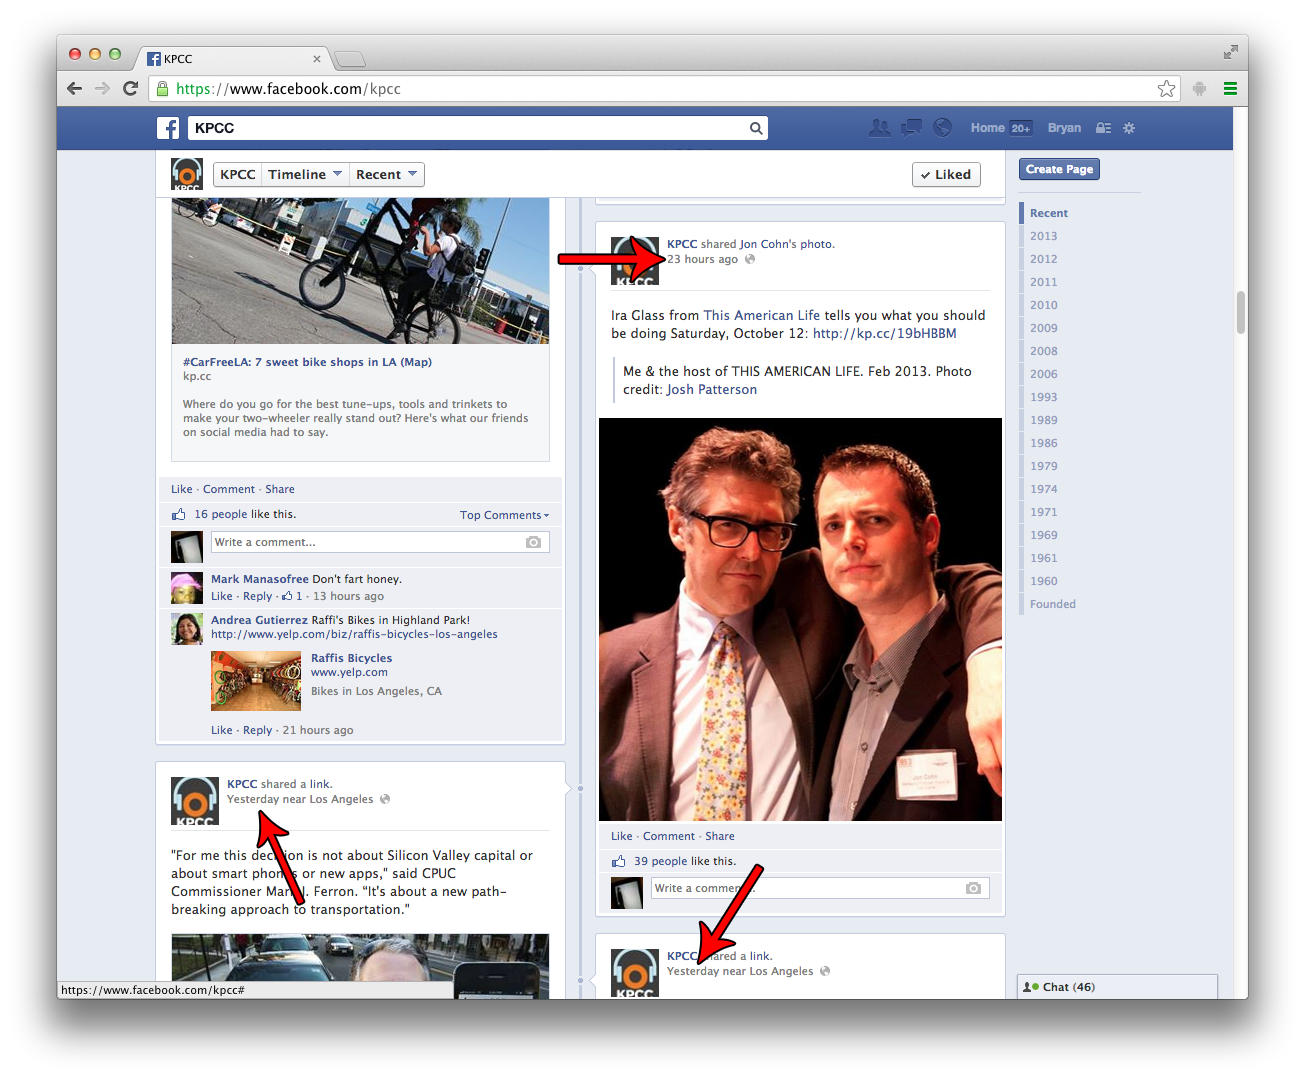 KPCC
https://www.facebook.com/kpcc
KPCC
Home 20+ Bryan
KPCC Timeline Recent
Liked
Create Page
#CarFreeLA: 7 sweet bike shops in LA (Map)
kp.cc
Where do you go for the best tune-ups, tools and trinkets to
make your two-wheeler really stand out? Here's what our friends
on social media had to say.
Like · Comment · Share
16 people like this.
Top Comments
Write a comment...
Mark Manasofree Don't fart honey.
Like · Reply · 1 · 13 hours ago
Andrea Gutierrez Raffi's Bikes in Highland Park!
http://www.yelp.com/biz/raffis-bicycles-los-angeles
Raffis Bicycles
www.yelp.com
Bikes in Los Angeles, CA
Like · Reply · 21 hours ago
KPCC
KPCC shared a link.
Yesterday near Los Angeles
"For me this decision is not about Silicon Valley capital or
about smart phones or new apps," said CPUC
Commissioner Mark J. Ferron. "It's about a new path-
breaking approach to transportation."
KPCC
KPCC shared Jon Cohn's photo.
23 hours ago
Ira Glass from This American Life tells you what you should
be doing Saturday, October 12: http://kp.cc/19bHBBM
Me & the host of THIS AMERICAN LIFE. Feb 2013. Photo
credit: Josh Patterson
Jon Cohn
Like · Comment · Share
39 people like this.
Write a comment...
KPCC
KPCC shared a link.
Yesterday near Los Angeles
Recent
2013
2012
2011
2010
2009
2008
2006
1993
1989
1986
1979
1974
1971
1969
1961
1960
Founded
Chat (46)
https://www.facebook.com/kpcc#